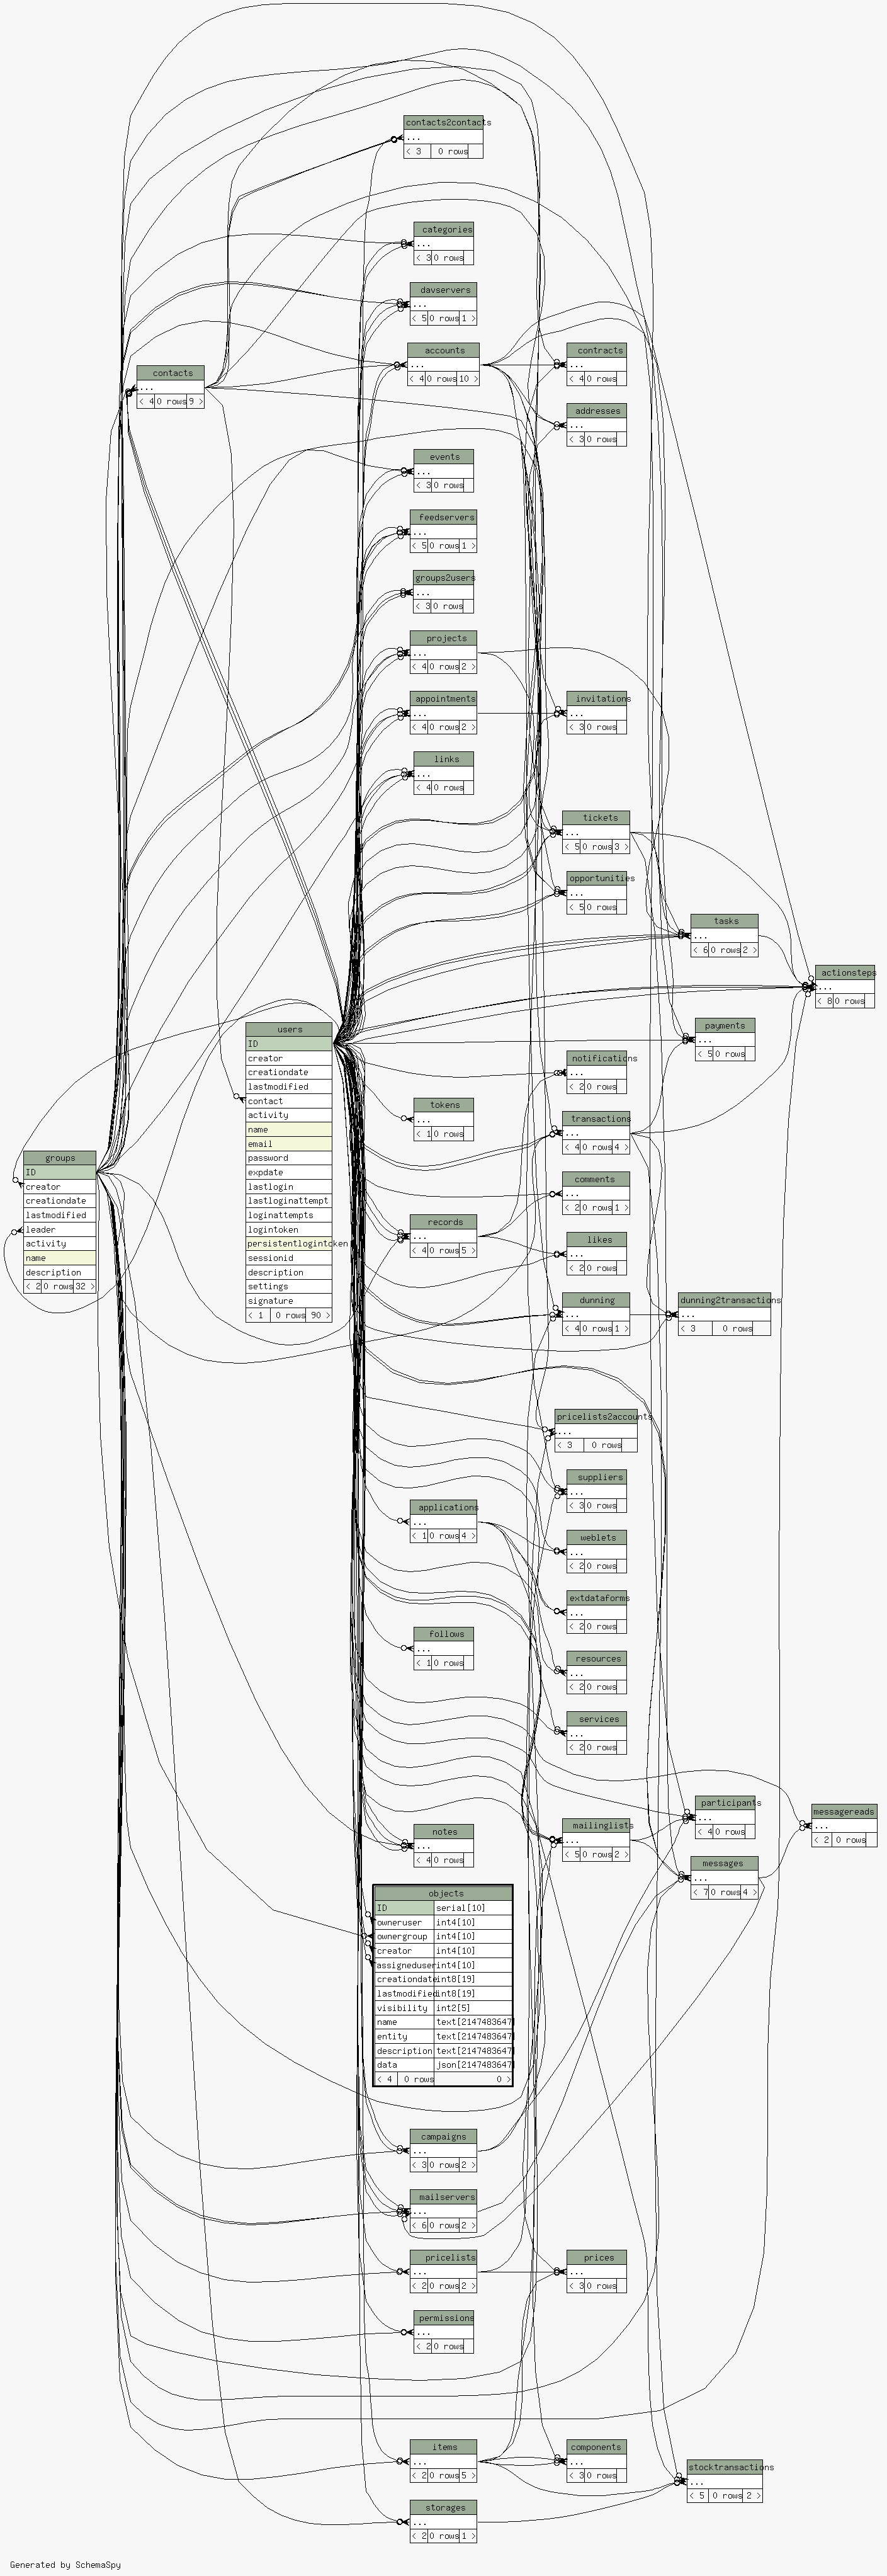 contacts2contacts
...
< 3 0 rows
categories
...
< 3 0 rows
davservers
...
< 5 0 rows 1 >
accounts
...
< 4 0 rows 10 >
contracts
...
< 4 0 rows
contacts
...
< 4 0 rows 9 >
addresses
...
< 3 0 rows
events
...
< 3 0 rows
feedservers
...
< 5 0 rows 1 >
groups2users
...
< 3 0 rows
projects
...
< 4 0 rows 2 >
appointments
...
< 4 0 rows 2 >
invitations
...
< 3 0 rows
links
...
< 4 0 rows
tickets
...
< 5 0 rows 3 >
opportunities
...
< 5 0 rows
tasks
...
< 6 0 rows 2 >
actionsteps
...
< 8 0 rows
payments
...
< 5 0 rows
users
ID
creator
creationdate
lastmodified
contact
activity
name
email
password
expdate
lastlogin
lastloginattempt
loginattempts
logintoken
persistentlogintoken
sessionid
description
settings
signature
< 1 0 rows 90 >
notifications
...
< 2 0 rows
tokens
...
< 1 0 rows
transactions
...
< 4 0 rows 4 >
groups
ID
creator
creationdate
lastmodified
leader
activity
name
description
< 2 0 rows 32 >
comments
...
< 2 0 rows 1 >
records
...
< 4 0 rows 5 >
likes
...
< 2 0 rows
dunning
...
< 4 0 rows 1 >
dunning2transactions
...
< 3 0 rows
pricelists2accounts
...
< 3 0 rows
suppliers
...
< 3 0 rows
applications
...
< 1 0 rows 4 >
weblets
...
< 2 0 rows
extdataforms
...
< 2 0 rows
follows
...
< 1 0 rows
resources
...
< 2 0 rows
services
...
< 2 0 rows
participants
...
< 4 0 rows
messagereads
...
< 2 0 rows
notes
...
< 4 0 rows
mailinglists
...
< 5 0 rows 2 >
messages
...
< 7 0 rows 4 >
objects
ID serial[10]
owneruser int4[10]
ownergroup int4[10]
creator int4[10]
assigneduser int4[10]
creationdate int8[19]
lastmodified int8[19]
visibility int2[5]
name text[2147483647]
entity text[2147483647]
description text[2147483647]
data json[2147483647]
< 4 0 rows 0 >
campaigns
...
< 3 0 rows 2 >
mailservers
...
< 6 0 rows 2 >
pricelists
...
< 2 0 rows 2 >
prices
...
< 3 0 rows
permissions
...
< 2 0 rows
items
...
< 2 0 rows 5 >
components
...
< 3 0 rows
stocktransactions
...
< 5 0 rows 2 >
storages
...
< 2 0 rows 1 >
Generated by SchemaSpy